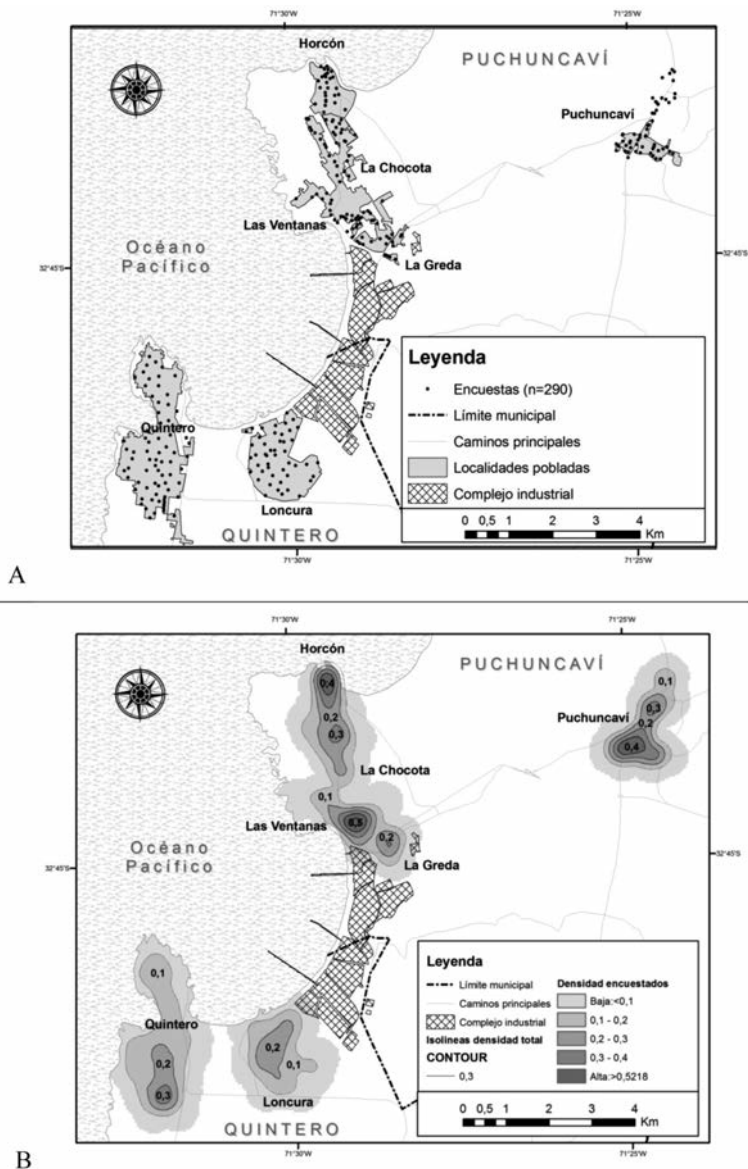 71°30'W
71°25'W
Horcón
PUCHUNCAVÍ
Puchuncaví
La Chocota
Las Ventanas
Océano
Pacífico
32°45'S
32°45'S
La Greda
Leyenda
Encuestas (n=290)
Límite municipal
Caminos principales
Localidades pobladas
Complejo industrial
0 0,5 1 2 3 4
Km
Quintero
Loncura
QUINTERO
71°30'W
71°25'W
A
71°30'W
71°25'W
Horcón
PUCHUNCAVÍ
0,4
0,1
0,2
0,3
Puchuncaví
0,2
0,3
0,4
La Chocota
0,1
Las Ventanas
0,5
0,2
Océano
Pacífico
La Greda
32°45'S
32°45'S
Leyenda
Límite municipal
Caminos principales
Complejo industrial
Isolineas densidad total
CONTOUR
0,3
Densidad encuestados
Baja:<0,1
0,1 - 0,2
0,2 - 0,3
0,3 - 0,4
Alta:>0,5218
0 0,5 1 2 3 4
Km
0,1
Quintero
0,2
0,2
0,1
0,3
Loncura
QUINTERO
71°30'W
71°25'W
B